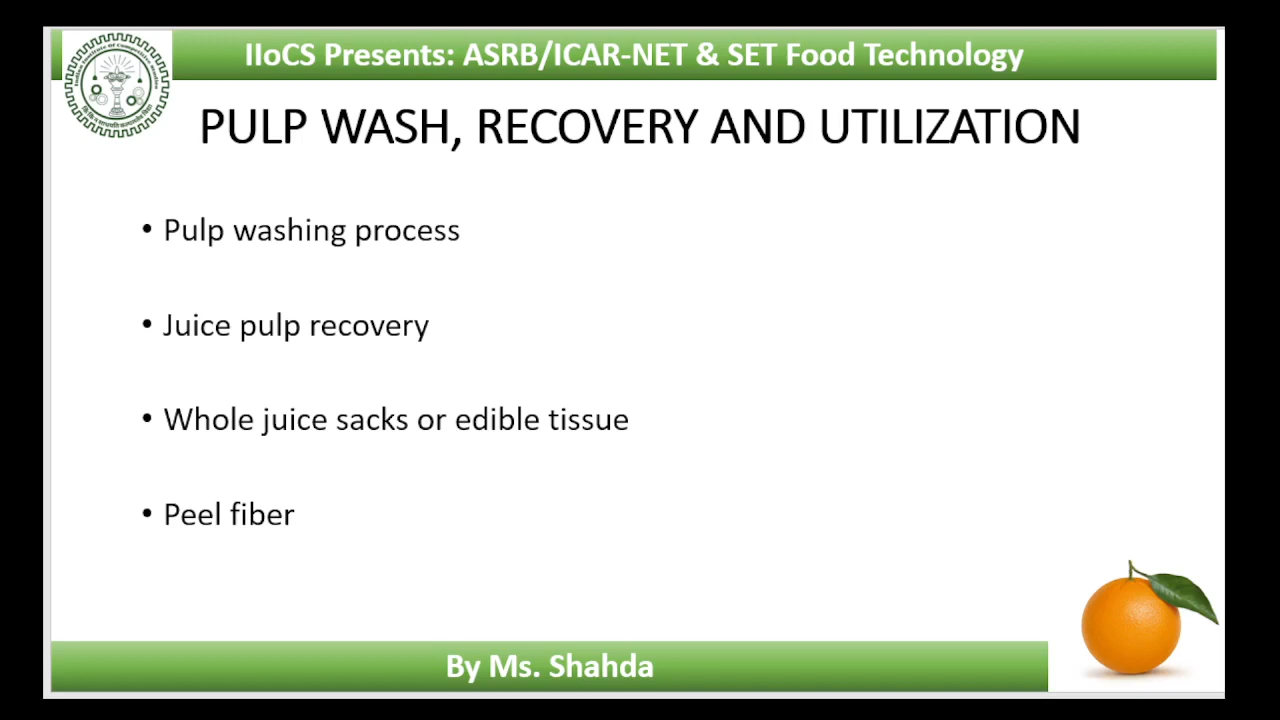 IIoCS Presents: ASRB/ICAR-NET & SET Food Technology
PULP WASH, RECOVERY AND UTILIZATION
• Pulp washing process
• Juice pulp recovery
• Whole juice sacks or edible tissue
• Peel fiber
By Ms. Shahda